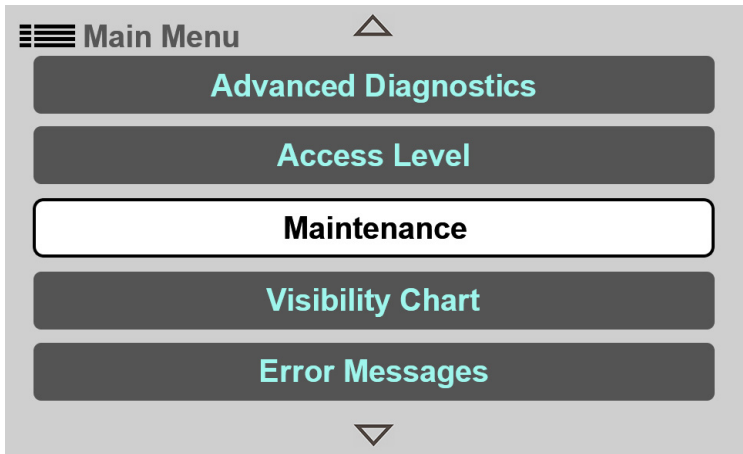 Main Menu
Advanced Diagnostics
Access Level
Maintenance
Visibility Chart
Error Messages